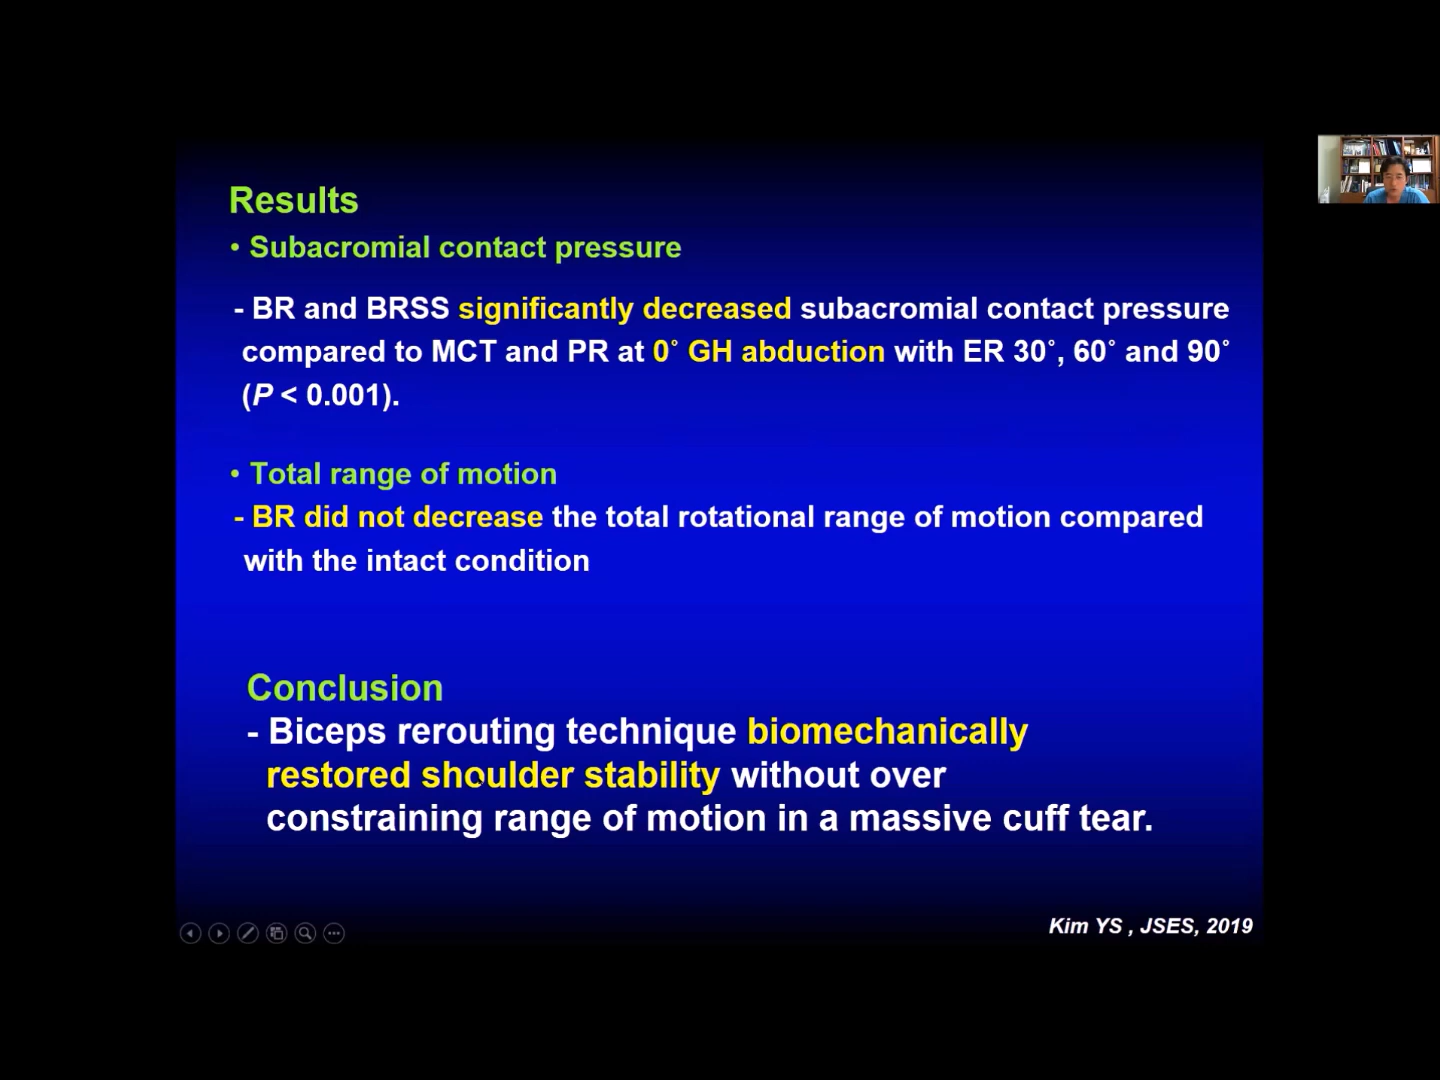 Results
• Subacromial contact pressure
- BR and BRSS significantly decreased subacromial contact pressure
compared to MCT and PR at 0˚ GH abduction with ER 30˚, 60˚ and 90˚
(P < 0.001).
• Total range of motion
- BR did not decrease the total rotational range of motion compared
with the intact condition
Conclusion
- Biceps rerouting technique biomechanically
restored shoulder stability without over
constraining range of motion in a massive cuff tear.
Kim YS , JSES, 2019